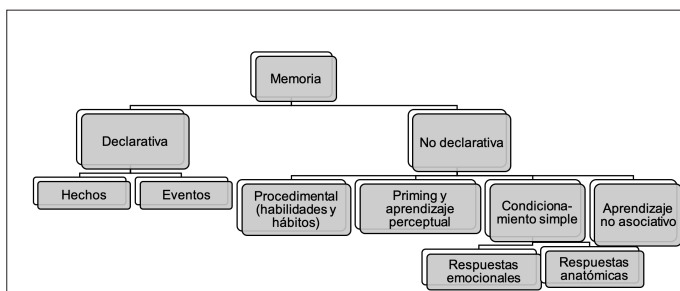 Memoria
Declarativa
No declarativa
Hechos
Eventos
Procedimental
(habilidades y
hábitos)
Priming y
aprendizaje
perceptual
Condiciona-
miento simple
Aprendizaje
no asociativo
Respuestas
emocionales
Respuestas
anatómicas